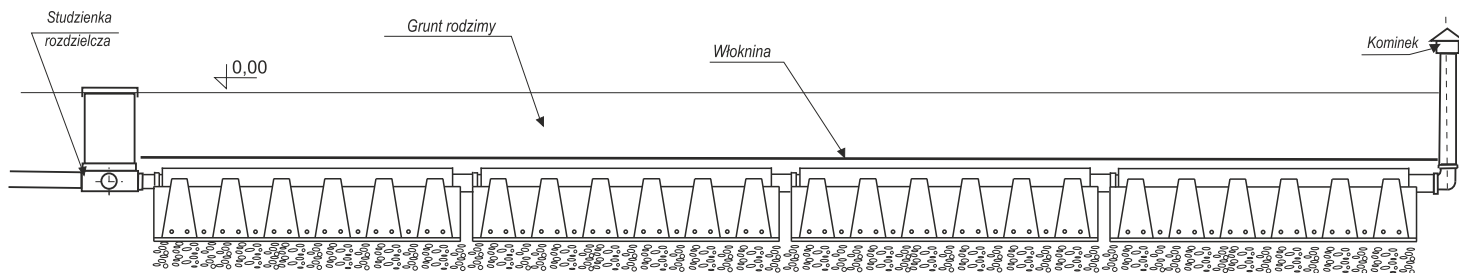 Studzienka
rozdzielcza
Grunt rodzimy
Włoknina
Kominek
0,00